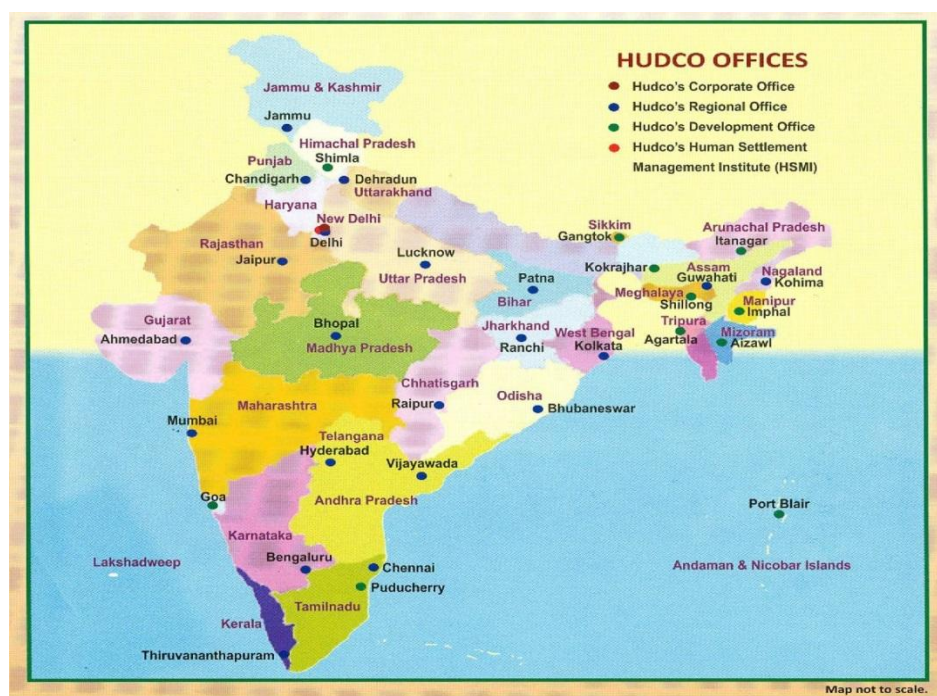 HUDCO OFFICES
Hudco's Corporate Office
Hudco's Regional Office
Hudco's Development Office
Hudco's Human Settlement
Management Institute (HSMI)
Jammu & Kashmir
Jammu
Himachal Pradesh
Shimla
Punjab
Chandigarh
Dehradun
Uttarakhand
Haryana
New Delhi
Delhi
Rajasthan
Jaipur
Lucknow
Uttar Pradesh
Sikkim
Gangtok
Arunachal Pradesh
Itanagar
Kokrajhar
Assam
Guwahati
Nagaland
Kohima
Patna
Bihar
Meghalaya
Shillong
Manipur
Imphal
Gujarat
Ahmedabad
Bhopal
Madhya Pradesh
Jharkhand
Ranchi
West Bengal
Kolkata
Tripura
Agartala
Mizoram
Aizawl
Chhatisgarh
Raipur
Odisha
Bhubaneswar
Maharashtra
Mumbai
Telangana
Hyderabad
Vijayawada
Andhra Pradesh
Goa
Port Blair
Karnataka
Bengaluru
Chennai
Lakshadweep
Andaman & Nicobar Islands
Puducherry
Tamilnadu
Kerala
Thiruvananthapuram
Map not to scale.